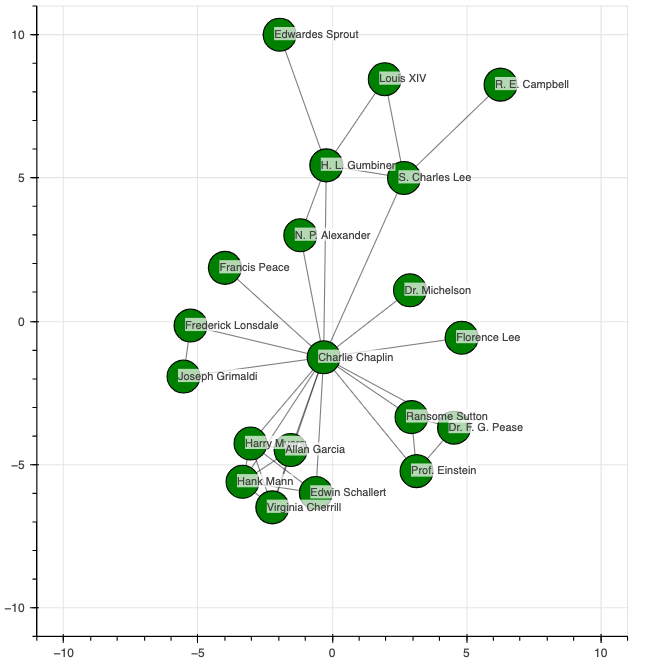 10
Edwardes Sprout
Louis XIV
R. E. Campbell
H. L. Gumbiner
5
S. Charles Lee
N. P. Alexander
Francis Peace
Dr. Michelson
0
Frederick Lonsdale
Florence Lee
Charlie Chaplin
Joseph Grimaldi
Ransome Sutton
Dr. F. G. Pease
Harry
Allan Garcia
−5
Prof. Einstein
Hank Mann
Edwin Schallert
Virginia Cherrill
−10
−10
−5
0
5
10